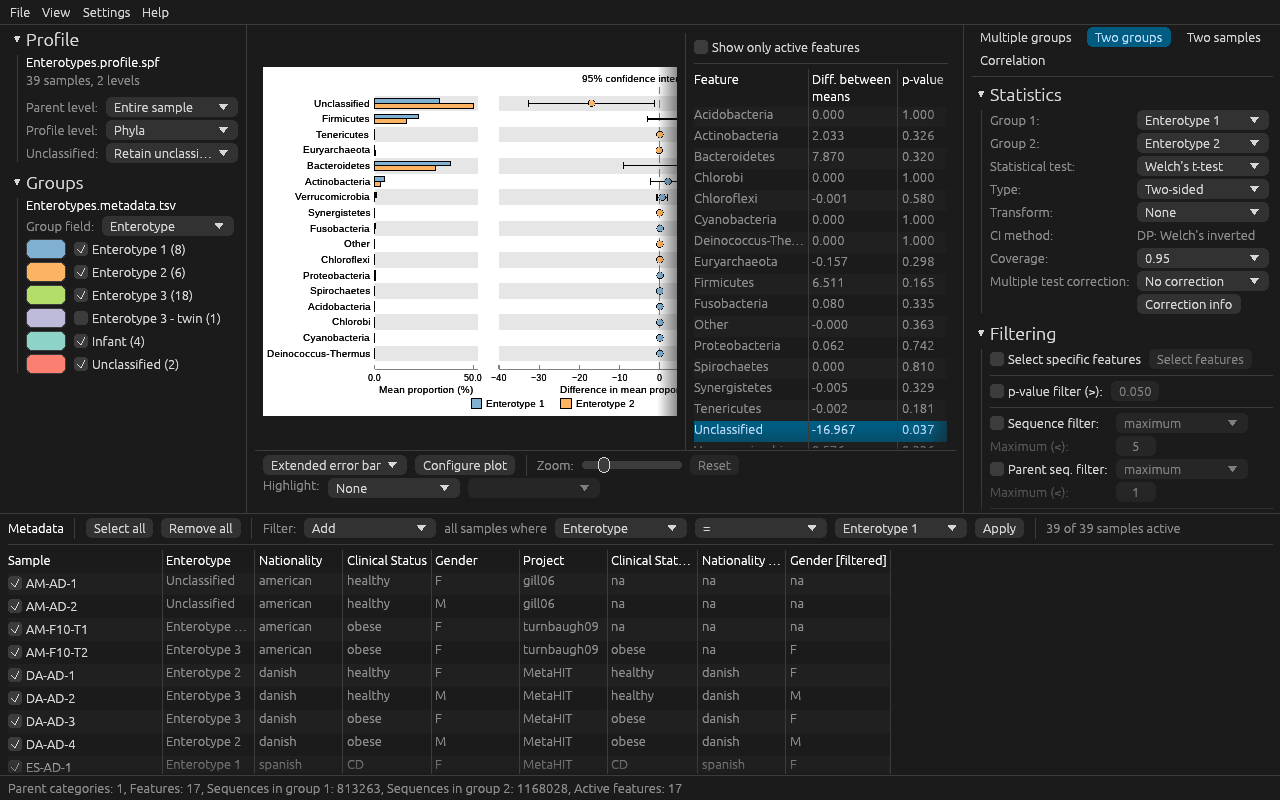 File View Settings Help
Profile
Enterotypes.profile.spf
39 samples, 2 levels
Parent level: Entire sample
Profile level: Phyla
Unclassified: Retain unclassi…
Groups
Enterotypes.metadata.tsv
Group field: Enterotype
Enterotype 1 (8)
Enterotype 2 (6)
Enterotype 3 (18)
Enterotype 3 - twin (1)
Infant (4)
Unclassified (2)
95% confidence inter
Unclassified
Firmicutes
Tenericutes
Euryarchaeota
Bacteroidetes
Actinobacteria
Verrucomicrobia
Synergistetes
Fusobacteria
Other
Chloroflexi
Proteobacteria
Spirochaetes
Acidobacteria
Chlorobi
Cyanobacteria
Deinococcus-Thermus
0.0 50.0 −40 −30 −20 −10 0
Mean proportion (%) Difference in mean propor
Enterotype 1 Enterotype 2
Extended error bar Configure plot Zoom: Reset
Highlight: None
Show only active features
Feature Diff. between means p-value
Acidobacteria 0.000 1.000
Actinobacteria 2.033 0.326
Bacteroidetes 7.870 0.320
Chlorobi 0.000 1.000
Chloroflexi -0.001 0.580
Cyanobacteria 0.000 1.000
Deinococcus-The… 0.000 1.000
Euryarchaeota -0.157 0.298
Firmicutes 6.511 0.165
Fusobacteria 0.080 0.335
Other -0.000 0.363
Proteobacteria 0.062 0.742
Spirochaetes 0.000 0.810
Synergistetes -0.005 0.329
Tenericutes -0.002 0.181
Unclassified -16.967 0.037
Multiple groups Two groups Two samples
Correlation
Statistics
Group 1: Enterotype 1
Group 2: Enterotype 2
Statistical test: Welch's t-test
Type: Two-sided
Transform: None
CI method: DP: Welch's inverted
Coverage: 0.95
Multiple test correction: No correction
Correction info
Filtering
Select specific features Select features
p-value filter (>): 0.050
Sequence filter: maximum
Maximum (<): 5
Parent seq. filter: maximum
Maximum (<): 1
Metadata Select all Remove all Filter: Add all samples where Enterotype = Enterotype 1 Apply 39 of 39 samples active
Sample Enterotype Nationality Clinical Status Gender Project Clinical Stat… Nationality … Gender [filtered]
AM-AD-1 Unclassified american healthy F gill06 na na na
AM-AD-2 Unclassified american healthy M gill06 na na na
AM-F10-T1 Enterotype … american obese F turnbaugh09 na na na
AM-F10-T2 Enterotype 3 american obese F turnbaugh09 obese na F
DA-AD-1 Enterotype 2 danish healthy F MetaHIT healthy danish F
DA-AD-2 Enterotype 3 danish healthy M MetaHIT healthy danish M
DA-AD-3 Enterotype 3 danish obese F MetaHIT obese danish F
DA-AD-4 Enterotype 2 danish obese M MetaHIT obese danish M
ES-AD-1 Enterotype 1 spanish CD F MetaHIT CD spanish F
Parent categories: 1, Features: 17, Sequences in group 1: 813263, Sequences in group 2: 1168028, Active features: 17